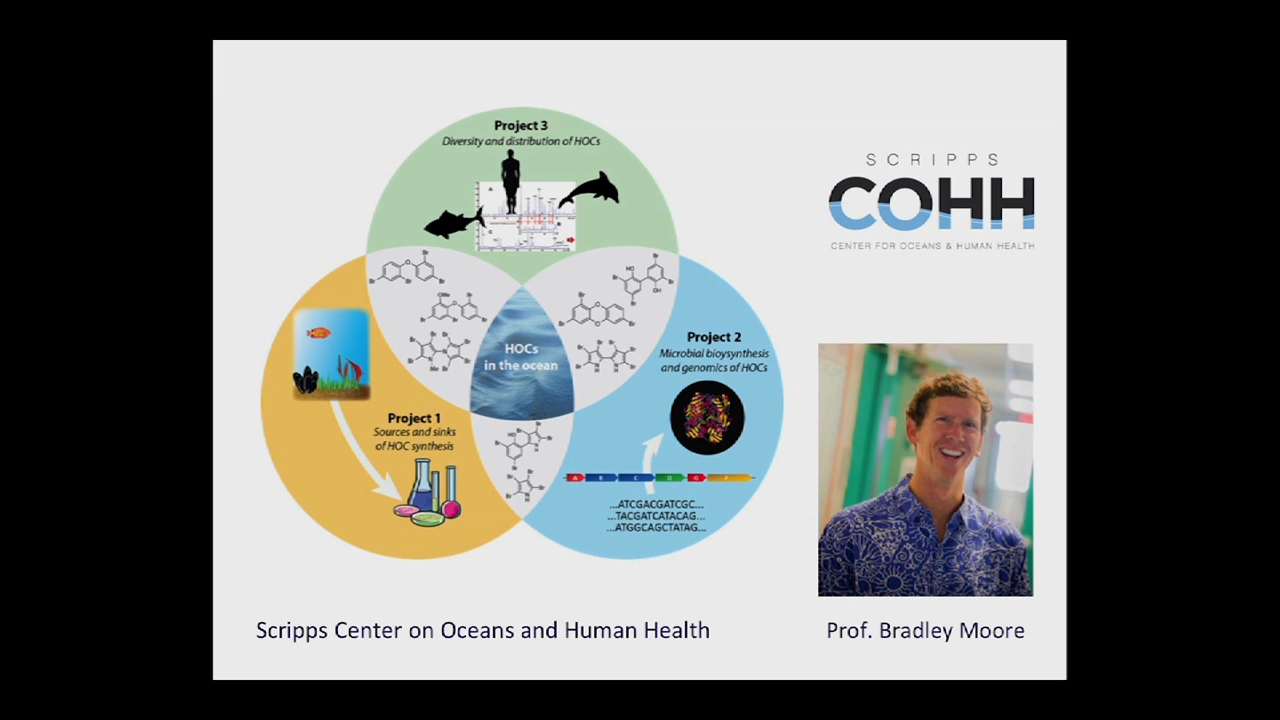 Project 3
Diversity and distribution of HOCs
SCRIPPS
COHH
CENTER FOR OCEANS & HUMAN HEALTH
HOCs
in the ocean
Project 2
Microbial bioysynthesis
and genomics of HOCs
Project 1
Sources and sinks
of HOC synthesis
A B C D G F
...ATCGACGATCGC...
...TACGATCATACAG...
...ATGGCAGCTATAG...
Scripps Center on Oceans and Human Health
Prof. Bradley Moore